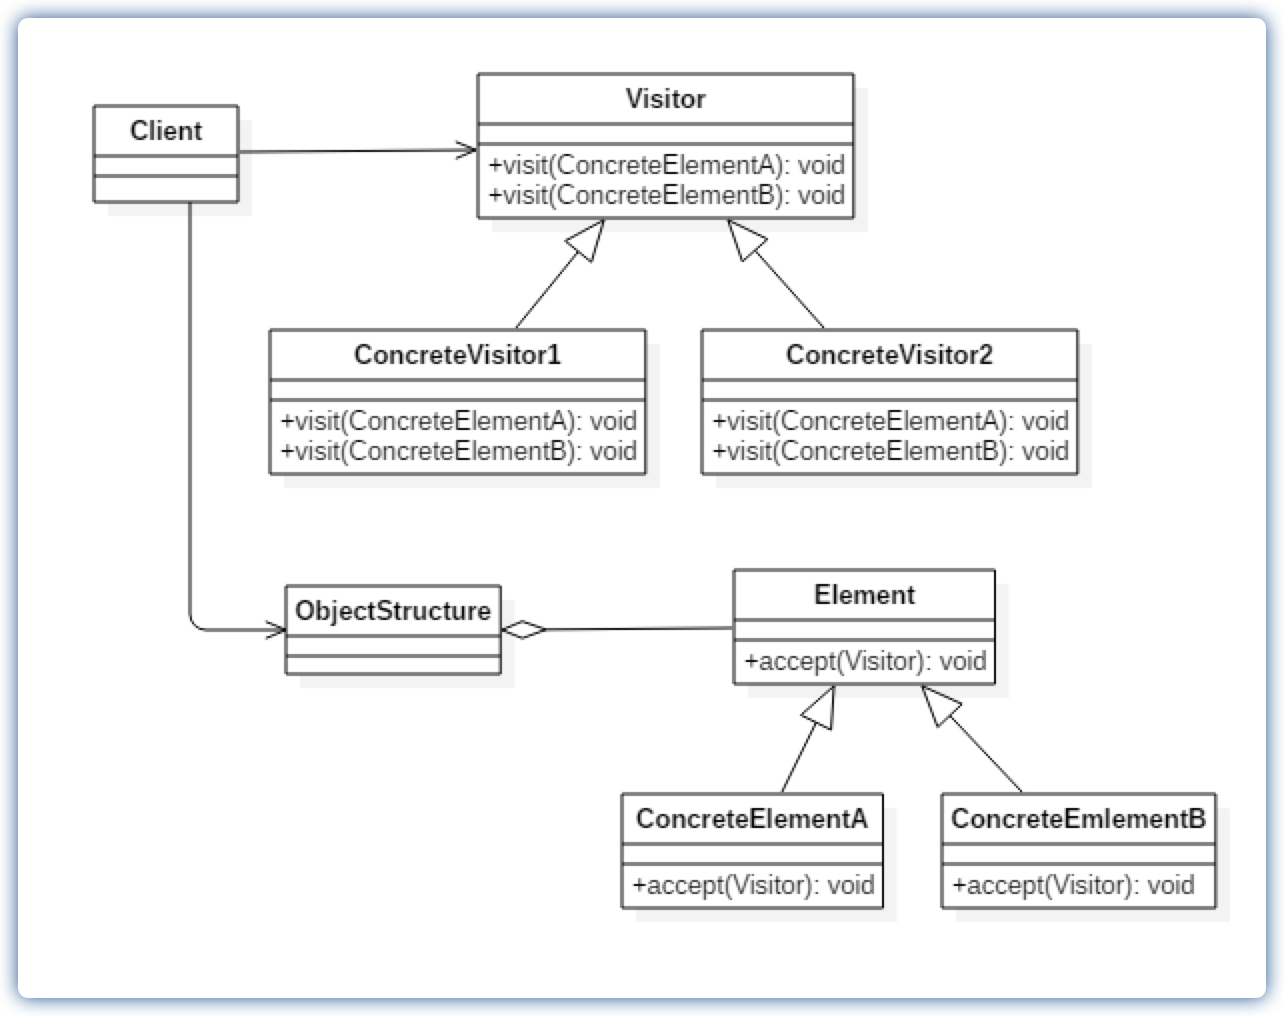 Client
Visitor
+visit(ConcreteElementA): void
+visit(ConcreteElementB): void
ConcreteVisitor1
+visit(ConcreteElementA): void
+visit(ConcreteElementB): void
ConcreteVisitor2
+visit(ConcreteElementA): void
+visit(ConcreteElementB): void
ObjectStructure
Element
+accept(Visitor): void
ConcreteElementA
+accept(Visitor): void
ConcreteEmlementB
+accept(Visitor): void